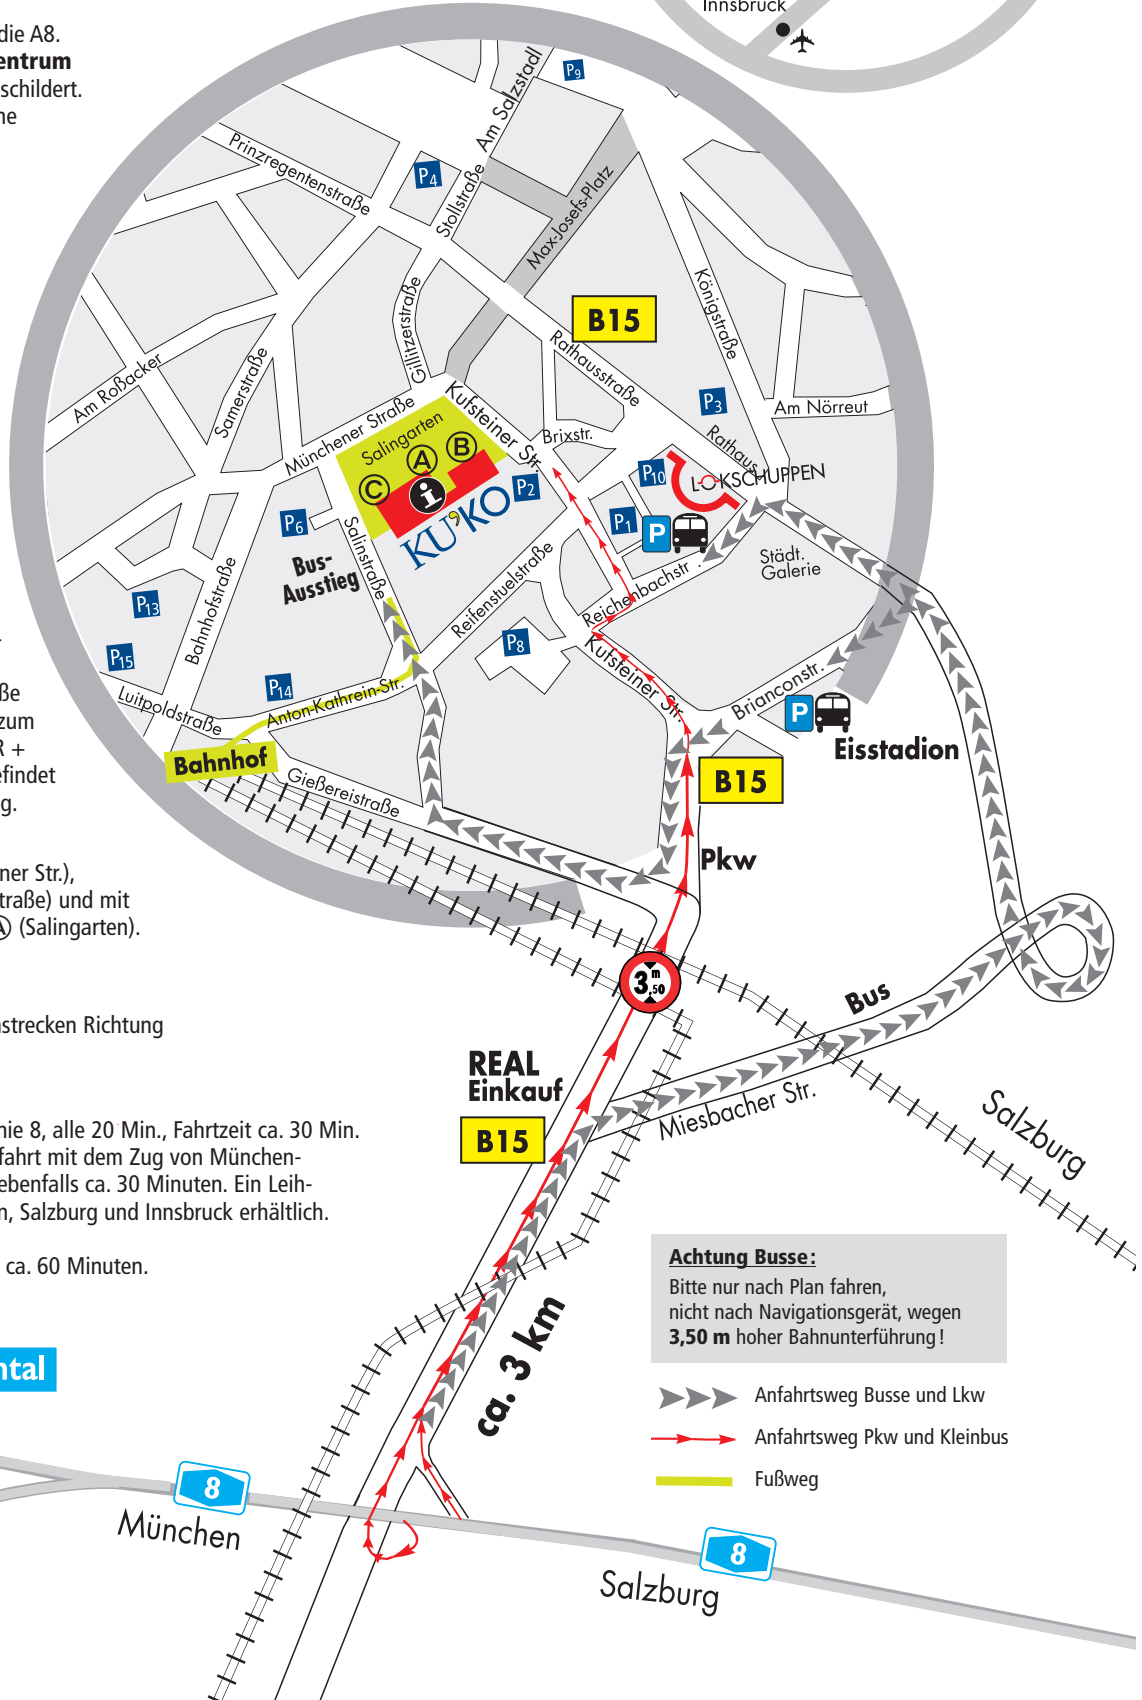 Innsbruck
die A8.
entrum
schildert.
ne
P9
Am Salzstadl
Prinzregentenstraße
P4
Stollstraße
Max-Josefs-Platz
Gillitzerstraße
Königstraße
B15
Rathausstraße
Am Roßacker
Samerstraße
Münchener Straße
Salingarten
Kufsteiner Str.
Brixstr.
P3
Am Nörreut
Rathaus
A
B
C
i
KU'KO
P2
P10
LOKSCHUPPEN
P1
P
P6
Salinstraße
Bus-
Ausstieg
Städt.
Galerie
Reichenbachstr.
Reifenstuelstraße
Bahnhofstraße
P13
P15
P8
Kufsteiner Str.
P14
Anton-Kathrein-Str.
Luitpoldstraße
Brianconstr.
P
Eisstadion
Bahnhof
Gießereistraße
B15
Pkw
ße
zum
R +
efindet
g.
ner Str.),
traße) und mit
A (Salingarten).
3m,50
Bus
nstrecken Richtung
REAL
Einkauf
B15
Miesbacher Str.
Salzburg
nie 8, alle 20 Min., Fahrtzeit ca. 30 Min.
fahrt mit dem Zug von München-
ebenfalls ca. 30 Minuten. Ein Leih-
n, Salzburg und Innsbruck erhältlich.
ca. 60 Minuten.
ntal
ca. 3 km
Achtung Busse:
Bitte nur nach Plan fahren,
nicht nach Navigationsgerät, wegen
3,50 m hoher Bahnunterführung!
Anfahrtsweg Busse und Lkw
Anfahrtsweg Pkw und Kleinbus
Fußweg
8
München
8
Salzburg